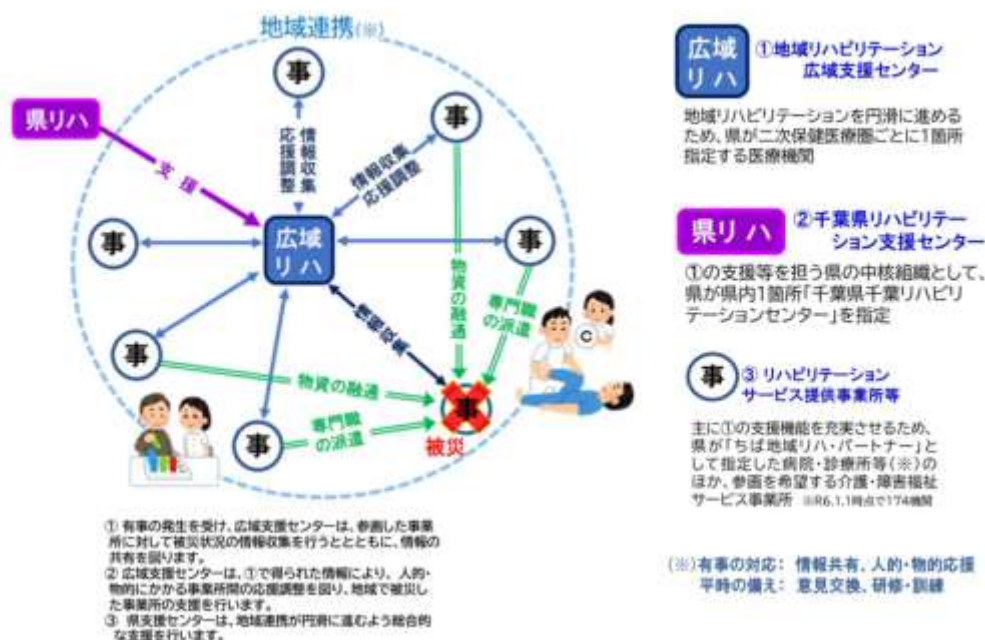 地域連携(※)
県リハ
支援
事
情報収集
応援調整
事
情報収集
応援調整
事
広域
リハ
事
物資の融通
専門職
の派遣
情報収集
事
物資の融通
事
専門職
の派遣
事
被災
広域
リハ
①地域リハビリテーション
広域支援センター
地域リハビリテーションを円滑に進める
ため、県が二次保健医療圏ごとに1箇所
指定する医療機関
県リハ
②千葉県リハビリテー
ション支援センター
①の支援等を担う県の中核組織として、
県が県内1箇所「千葉県千葉リハビリ
テーションセンター」を指定
事
③ リハビリテーション
サービス提供事業所等
主に①の支援機能を充実させるため、
県が「ちば地域リハ・パートナー」と
して指定した病院・診療所等(※)の
ほか、参画を希望する介護・障害福祉
サービス事業所 ※R6.1.1時点で174機関
① 有事の発生を受け、広域支援センターは、参画した事業
所に対して被災状況の情報収集を行うととともに、情報の
共有を図ります。
② 広域支援センターは、①で得られた情報により、人的・
物的にかかる事業所間の応援調整を図り、地域で被災し
た事業所の支援を行います。
③ 県支援センターは、地域連携が円滑に進むよう総合的
な支援を行います。
(※)有事の対応: 情報共有、人的・物的応援
平時の備え: 意見交換、研修・訓練